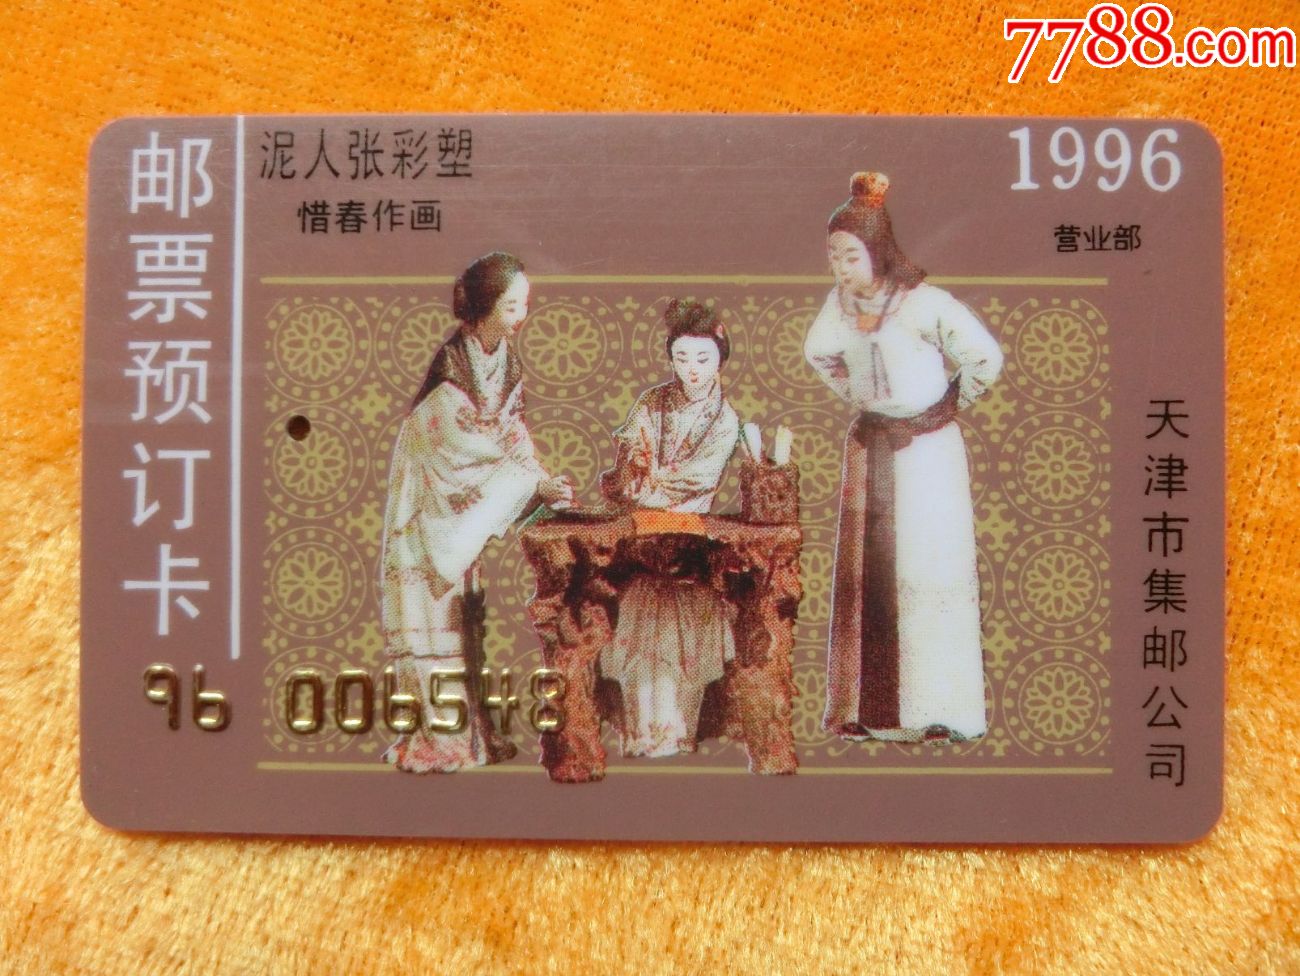 7788.com
邮票预订卡
泥人张彩塑
惜春作画
1996
营业部
天津市集邮公司
96 006548